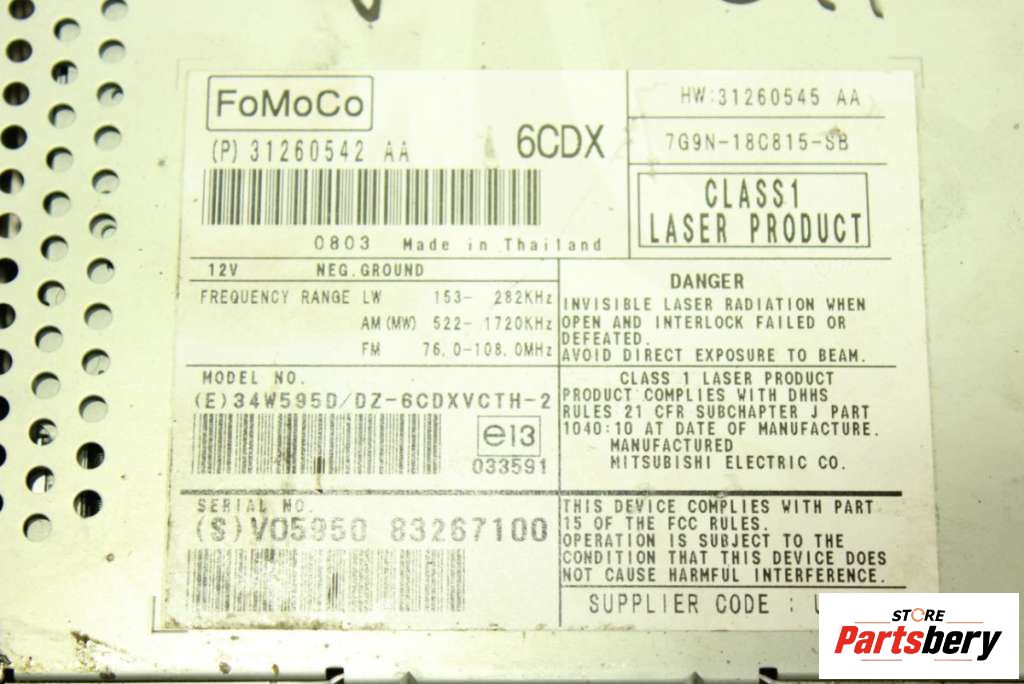 FoMoCo
(P) 31260542 AA
6CDX
0803 Made in Thailand
HW:31260545 AA
7G9N-18C815-SB
CLASS1
LASER PRODUCT
12V NEG.GROUND
FREQUENCY RANGE LW 153- 282KHz
AM(MW) 522- 1720KHz
FM 76.0-108.0MHz
MODEL NO.
(E)34W595D/DZ-6CDXVCTH-2
e13
033591
SERIAL NO.
(S)VO5950 83267100
DANGER
INVISIBLE LASER RADIATION WHEN
OPEN AND INTERLOCK FAILED OR
DEFEATED.
AVOID DIRECT EXPOSURE TO BEAM.
CLASS 1 LASER PRODUCT
PRODUCT COMPLIES WITH DHHS
RULES 21 CFR SUBCHAPTER J PART
1040:10 AT DATE OF MANUFACTURE.
MANUFACTURED
MITSUBISHI ELECTRIC CO.
THIS DEVICE COMPLIES WITH PART
15 OF THE FCC RULES.
OPERATION IS SUBJECT TO THE
CONDITION THAT THIS DEVICE DOES
NOT CAUSE HARMFUL INTERFERENCE.
SUPPLIER CODE :
STORE
Partsbery